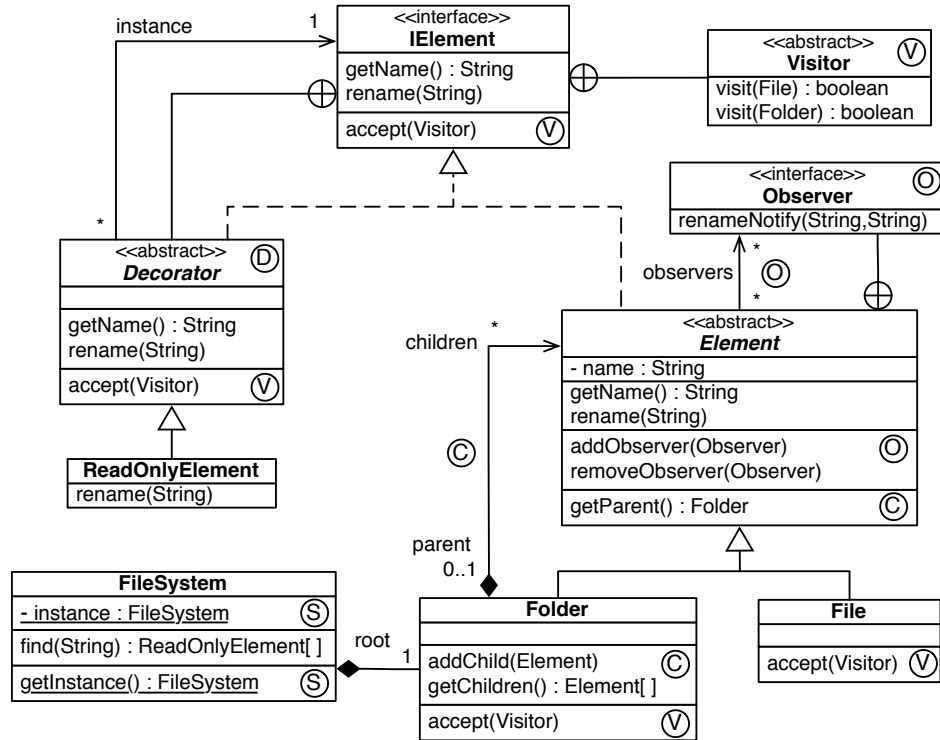 instance
1
<<interface>>
IElement
getName() : String
rename(String)
accept(Visitor)
V
<<abstract>>
Visitor
V
visit(File) : boolean
visit(Folder) : boolean
<<interface>>
Observer
O
renameNotify(String,String)
*
observers
O
*
*
<<abstract>>
Decorator
D
getName() : String
rename(String)
accept(Visitor)
V
ReadOnlyElement
rename(String)
children
*
C
parent
0..1
<<abstract>>
Element
- name : String
getName() : String
rename(String)
addObserver(Observer)
O
removeObserver(Observer)
getParent() : Folder
C
FileSystem
- instance : FileSystem
S
find(String) : ReadOnlyElement[ ]
getInstance() : FileSystem
S
root
1
Folder
addChild(Element)
C
getChildren() : Element[ ]
accept(Visitor)
V
File
accept(Visitor)
V